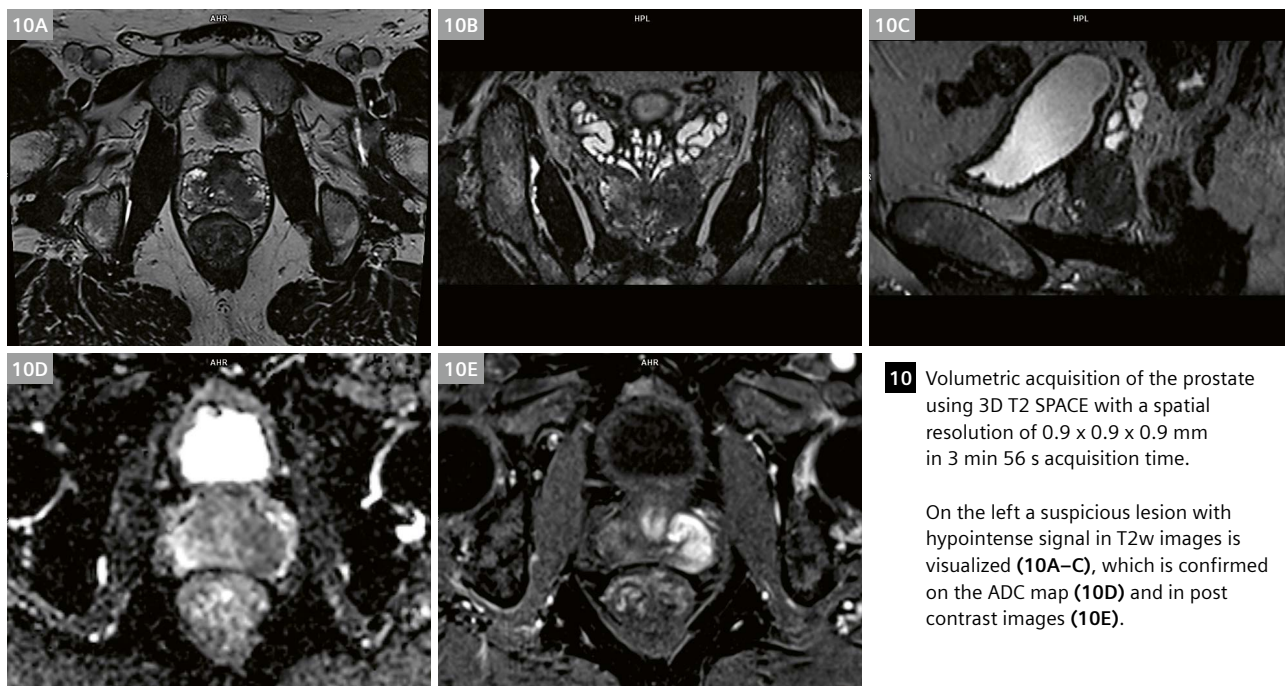 10A
AHR
10B
HPL
10C
HPL
10D
AHR
10E
AHR
10 Volumetric acquisition of the prostate
using 3D T2 SPACE with a spatial
resolution of 0.9 x 0.9 x 0.9 mm
in 3 min 56 s acquisition time.
On the left a suspicious lesion with
hypointense signal in T2w images is
visualized (10A–C), which is confirmed
on the ADC map (10D) and in post
contrast images (10E).